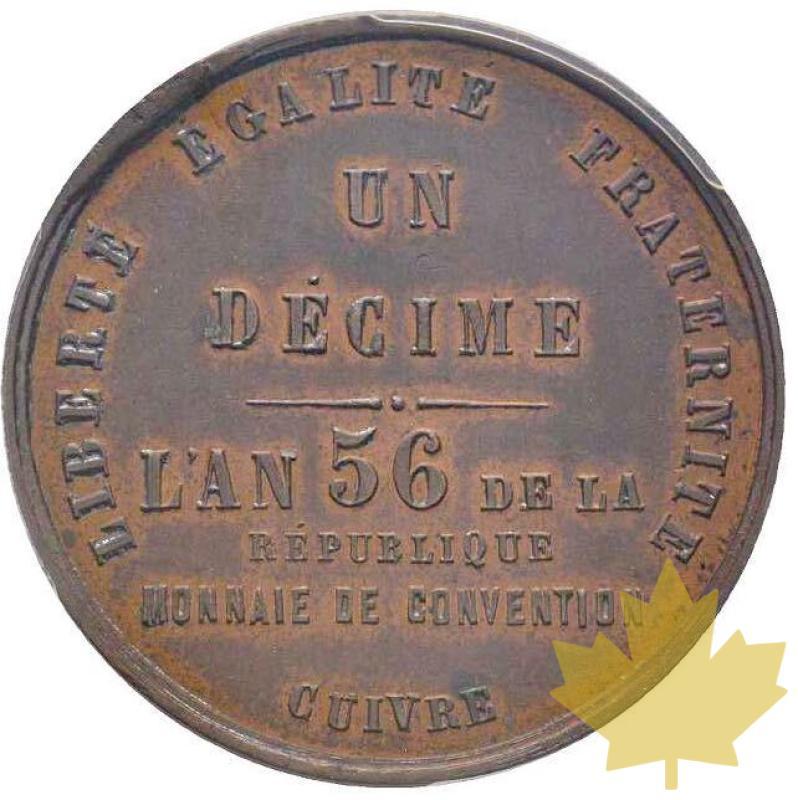 LIBERTÉ ÉGALITÉ FRATERNITÉ
UN
DÉCIME
L'AN 56 DE LA
RÉPUBLIQUE
MONNAIE DE CONVENTION
CUIVRE